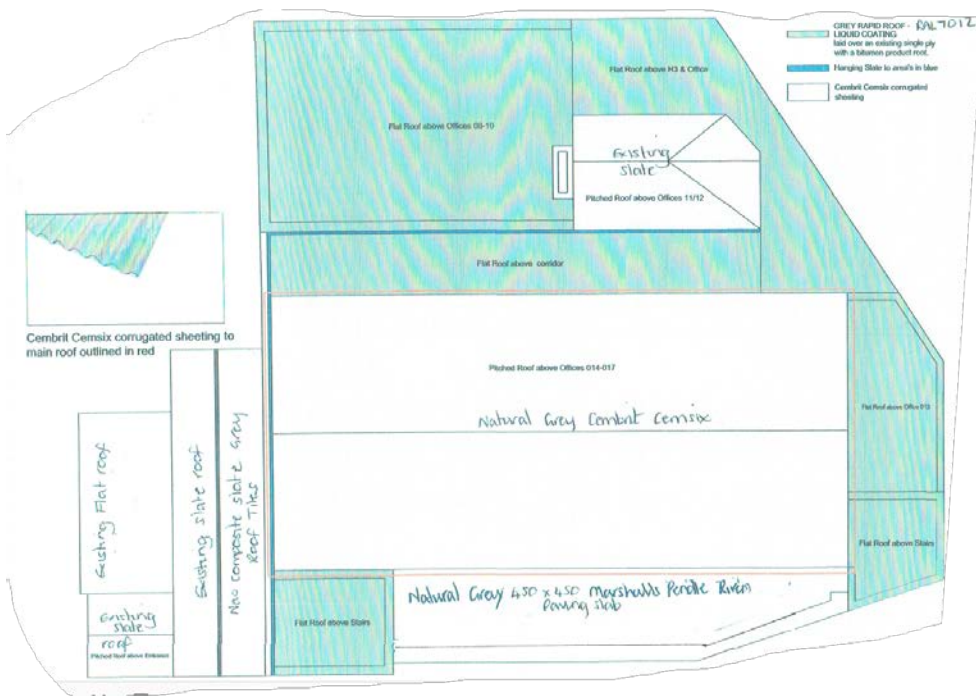 GREY RAPID ROOF - RAL7012
LIQUID COATING
laid over an existing single ply
with a bitumen product roof.
Hanging Slate to area's in blue
Cembrit Cemsix corrugated
sheeting
Flat Roof above H3 & Office
Flat Roof above Offices 08-10
Existing
slate
Pitched Roof above Offices 11/12
Flat Roof above corridor
Cembrit Cemsix corrugated sheeting to
main roof outlined in red
Pitched Roof above Offices 014-017
Natural Grey Cembrit Cemsix
Flat Roof above Office
Flat Roof above Stairs
Existing Flat roof
Existing slate roof
New composite slate Grey
Roof Tiles
Existing
slate
roof
Pitched Roof above Entrance
Flat Roof above Stairs
Natural Grey 450 x 450 Marshalls Pendle Riven
Paving slab